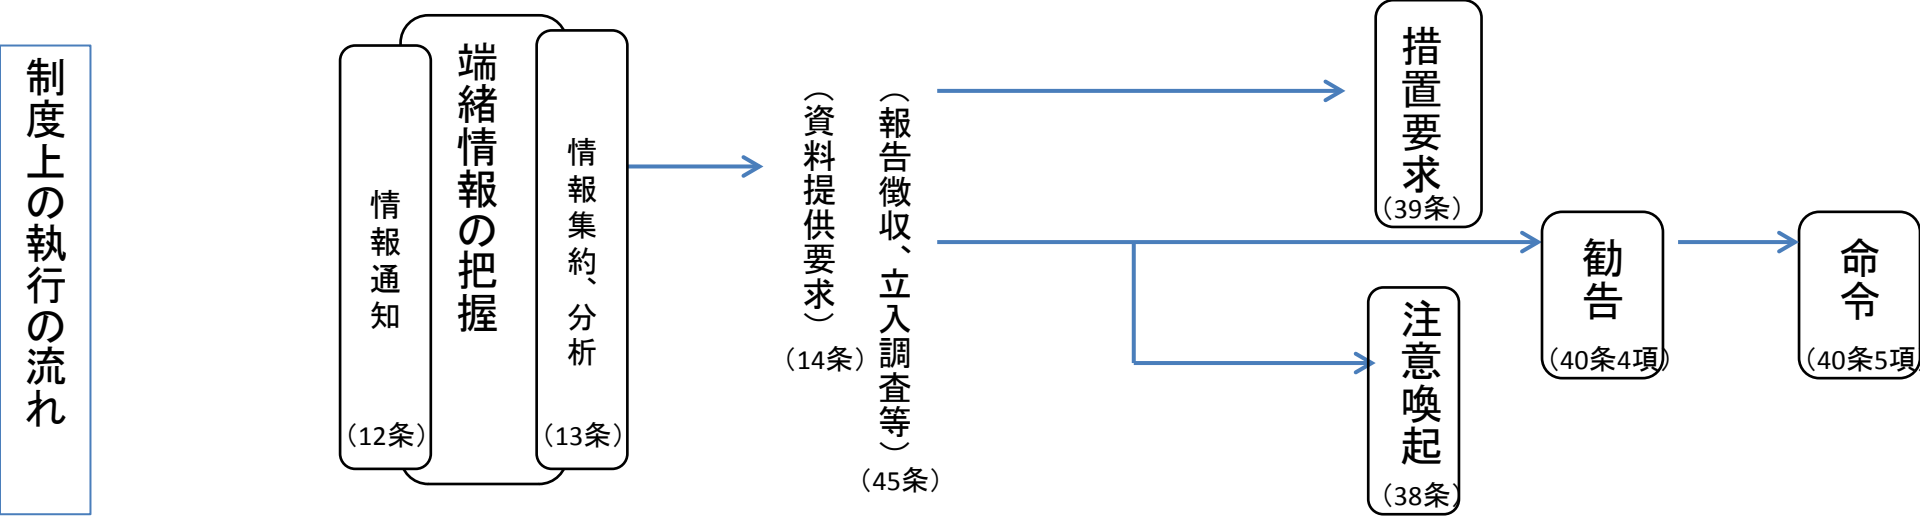 制度上の執行の流れ
情報通知
（12条）
端緒情報の把握
情報集約、分析
（13条）
（資料提供要求）
（14条）
（報告徴収、立入調査等）
（45条）
措置要求
（39条）
注意喚起
（38条）
勧告
（40条4項）
命令
（40条5項）